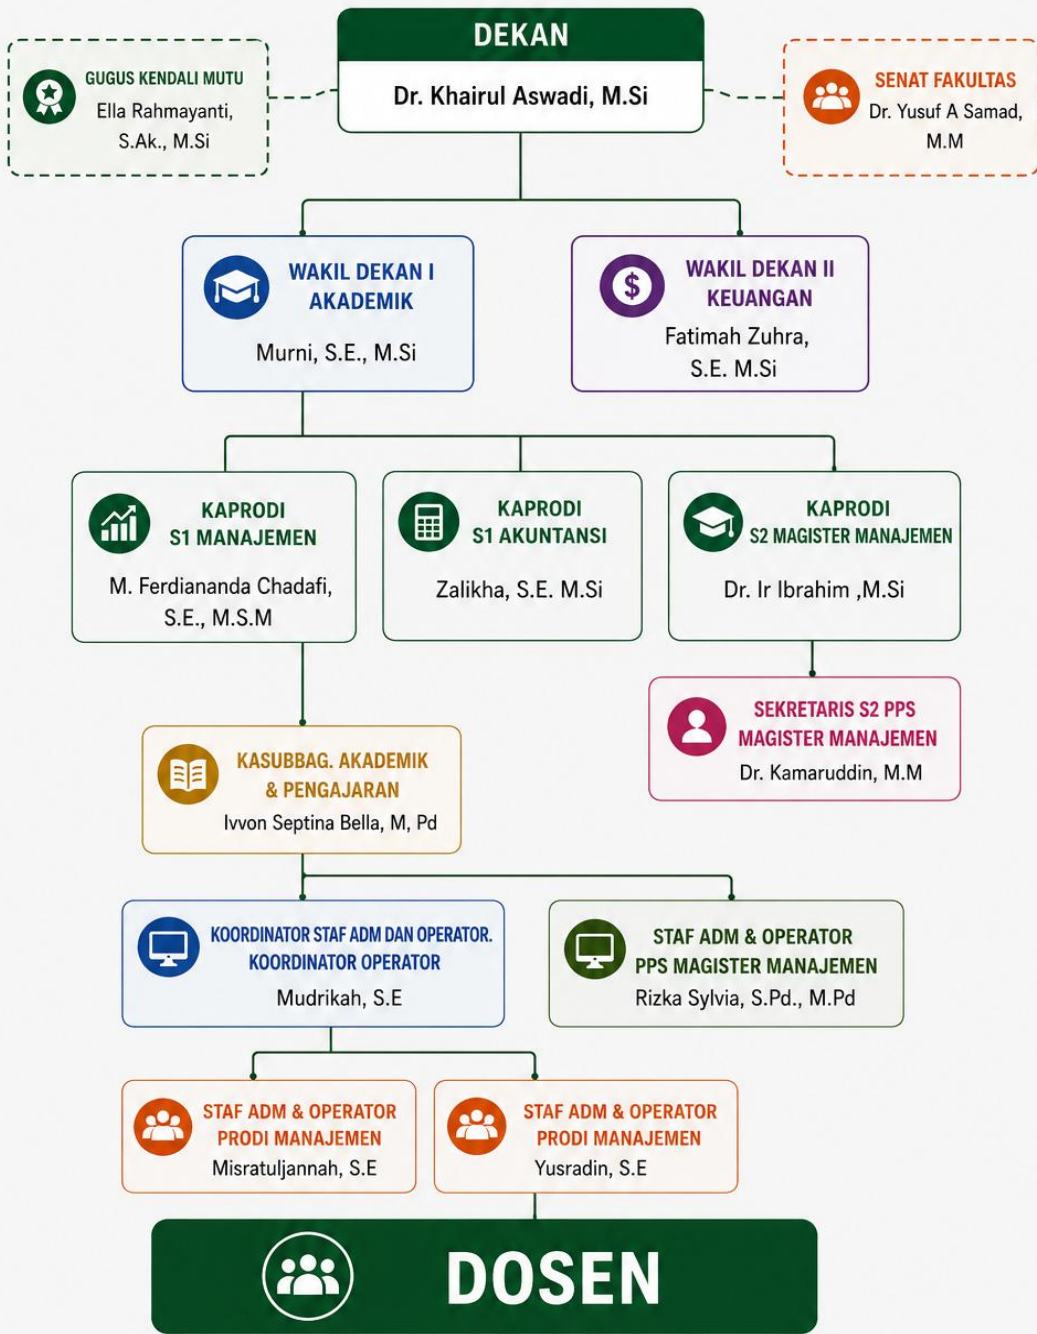 DEKAN
Dr. Khairul Aswadi, M.Si
GUGUS KENDALI MUTU
Ella Rahmayanti,
S.Ak., M.Si
SENAT FAKULTAS
Dr. Yusuf A Samad,
M.M
WAKIL DEKAN I
AKADEMIK
Murni, S.E., M.Si
$
WAKIL DEKAN II
KEUANGAN
Fatimah Zuhra,
S.E. M.Si
KAPRODI
S1 MANAJEMEN
M. Ferdiananda Chadafi,
S.E., M.S.M
KAPRODI
S1 AKUNTANSI
Zalikha, S.E. M.Si
KAPRODI
S2 MAGISTER MANAJEMEN
Dr. Ir Ibrahim ,M.Si
SEKRETARIS S2 PPS
MAGISTER MANAJEMEN
Dr. Kamaruddin, M.M
KASUBBAG. AKADEMIK
& PENGAJARAN
Ivvon Septina Bella, M, Pd
KOORDINATOR STAF ADM DAN OPERATOR.
KOORDINATOR OPERATOR
Mudrikah, S.E
STAF ADM & OPERATOR
PPS MAGISTER MANAJEMEN
Rizka Sylvia, S.Pd., M.Pd
STAF ADM & OPERATOR
PRODI MANAJEMEN
Misratuljannah, S.E
STAF ADM & OPERATOR
PRODI MANAJEMEN
Yusradin, S.E
DOSEN